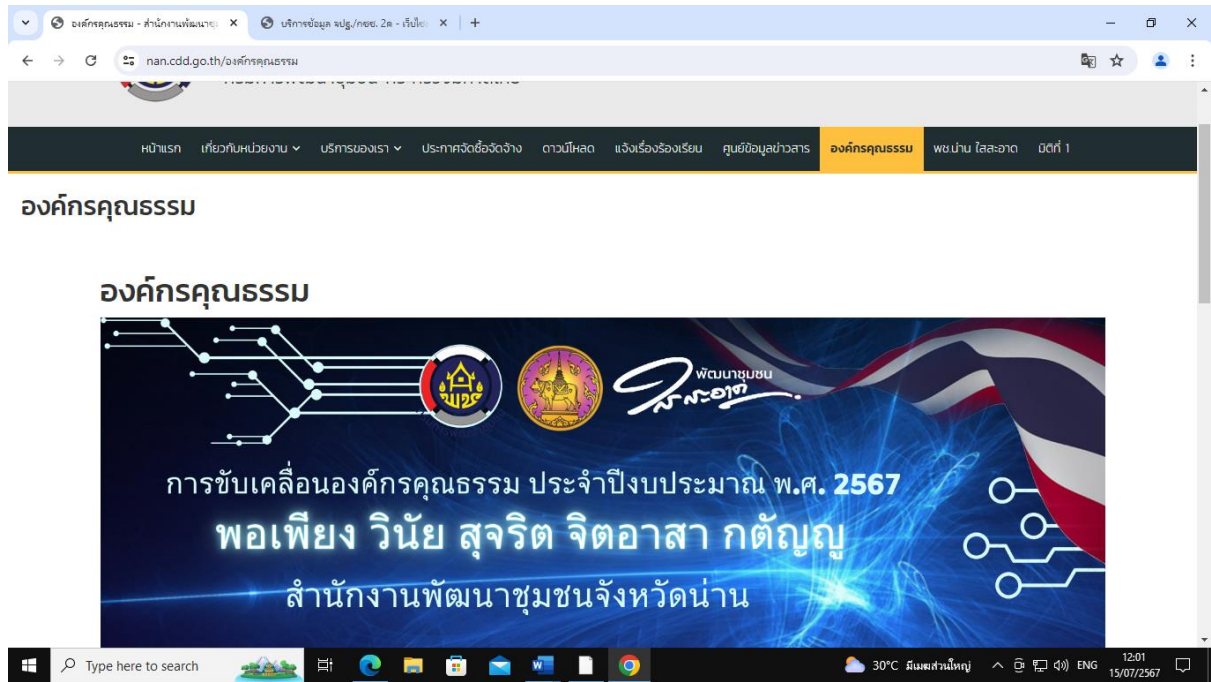 องค์กรคุณธรรม - สำนักงานพัฒนาชุ
บริการข้อมูล จปฐ./กชช. 2ค - เว็บไซ
nan.cdd.go.th/องค์กรคุณธรรม
หน้าแรก เกี่ยวกับหน่วยงาน บริการของเรา ประกาศจัดซื้อจัดจ้าง ดาวน์โหลด แจ้งเรื่องร้องเรียน ศูนย์ข้อมูลข่าวสาร องค์กรคุณธรรม พช.น่าน ใสสะอาด มิติที่ 1
องค์กรคุณธรรม
องค์กรคุณธรรม
พช
พัฒนาชุมชน
ใสสะอาด
การขับเคลื่อนองค์กรคุณธรรม ประจำปีงบประมาณ พ.ศ. 2567
พอเพียง วินัย สุจริต จิตอาสา กตัญญู
สำนักงานพัฒนาชุมชนจังหวัดน่าน
Type here to search
W
30°C มีเมฆส่วนใหญ่
ENG
12:01
15/07/2567